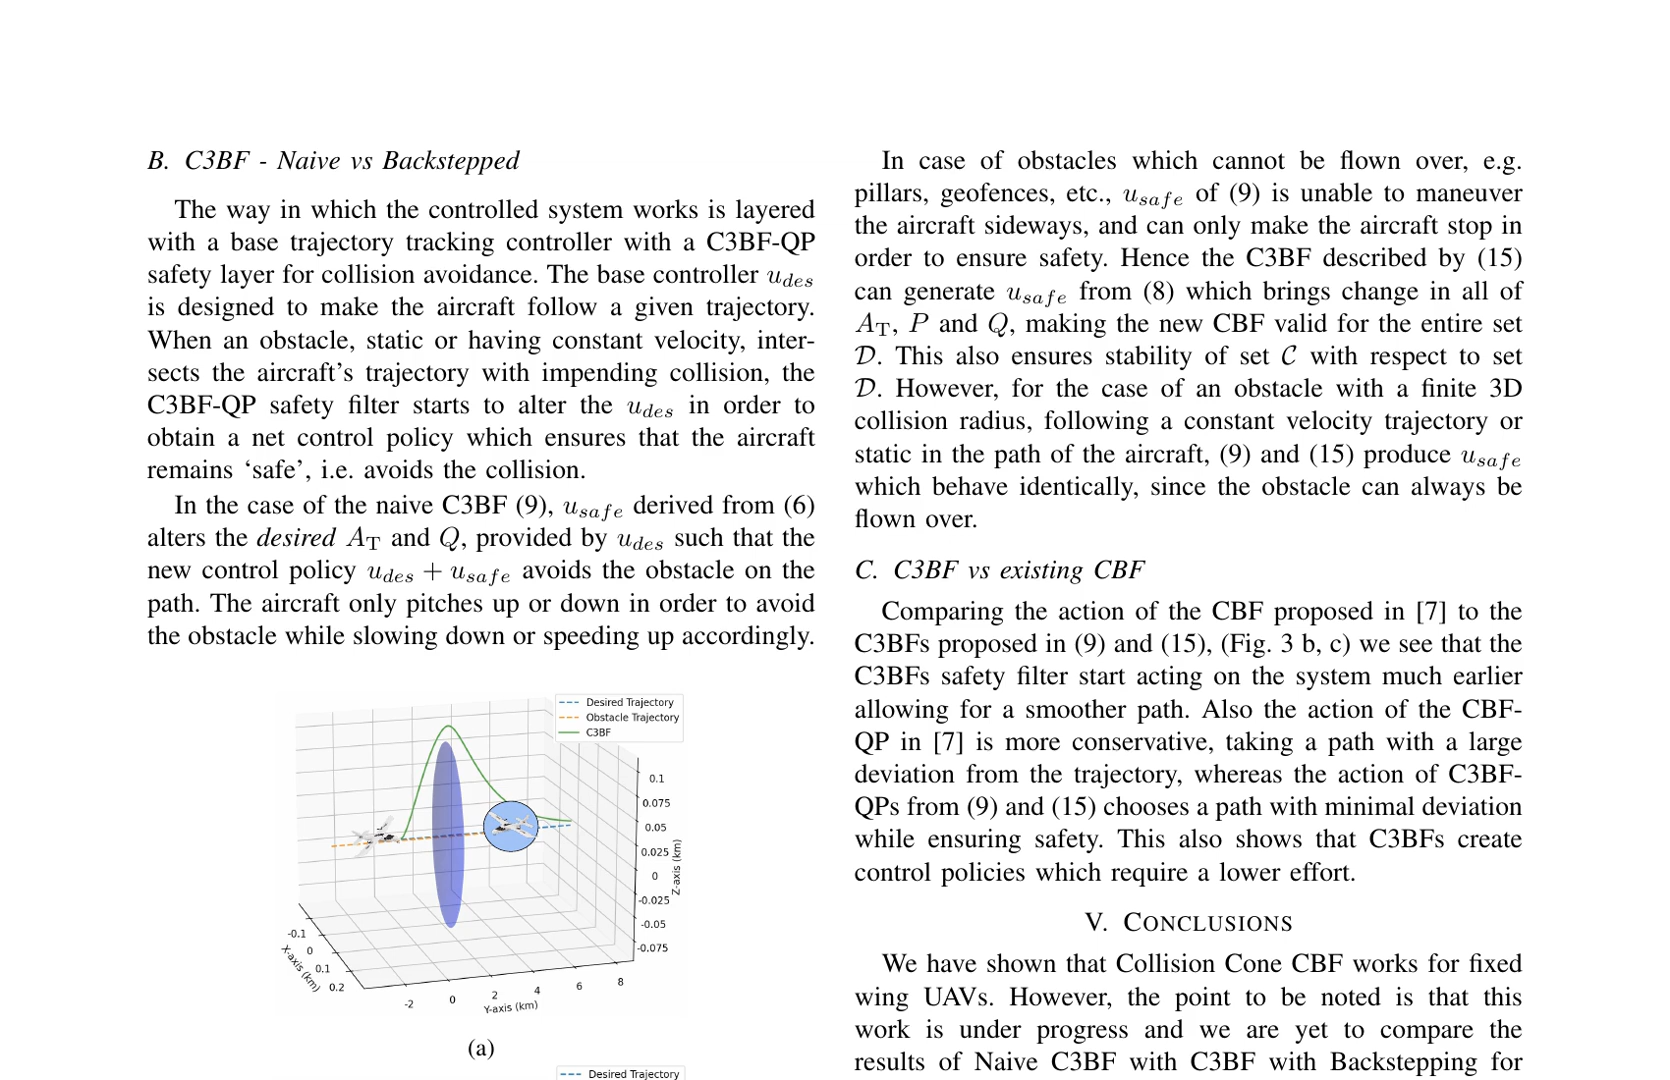 B. C3BF - Naive vs Backstepped
The way in which the controlled system works is layered
with a base trajectory tracking controller with a C3BF-QP
safety layer for collision avoidance. The base controller u_des
is designed to make the aircraft follow a given trajectory.
When an obstacle, static or having constant velocity, inter-
sects the aircraft's trajectory with impending collision, the
C3BF-QP safety filter starts to alter the u_des in order to
obtain a net control policy which ensures that the aircraft
remains ‘safe’, i.e. avoids the collision.
In the case of the naive C3BF (9), u_safe derived from (6)
alters the desired A_T and Q, provided by u_des such that the
new control policy u_des + u_safe avoids the obstacle on the
path. The aircraft only pitches up or down in order to avoid
the obstacle while slowing down or speeding up accordingly.
Desired Trajectory
Obstacle Trajectory
C3BF
0.1
0.075
0.05
0.025
0
-0.025
-0.05
-0.075
Z-axis (km)
-0.1
0
0.1
0.2
X-axis (km)
-2
0
2
4
6
8
Y-axis (km)
(a)
Desired Trajectory
In case of obstacles which cannot be flown over, e.g.
pillars, geofences, etc., u_safe of (9) is unable to maneuver
the aircraft sideways, and can only make the aircraft stop in
order to ensure safety. Hence the C3BF described by (15)
can generate u_safe from (8) which brings change in all of
A_T, P and Q, making the new CBF valid for the entire set
𝒟. This also ensures stability of set 𝒞 with respect to set
𝒟. However, for the case of an obstacle with a finite 3D
collision radius, following a constant velocity trajectory or
static in the path of the aircraft, (9) and (15) produce u_safe
which behave identically, since the obstacle can always be
flown over.
C. C3BF vs existing CBF
Comparing the action of the CBF proposed in [7] to the
C3BFs proposed in (9) and (15), (Fig. 3 b, c) we see that the
C3BFs safety filter start acting on the system much earlier
allowing for a smoother path. Also the action of the CBF-
QP in [7] is more conservative, taking a path with a large
deviation from the trajectory, whereas the action of C3BF-
QPs from (9) and (15) chooses a path with minimal deviation
while ensuring safety. This also shows that C3BFs create
control policies which require a lower effort.
V. CONCLUSIONS
We have shown that Collision Cone CBF works for fixed
wing UAVs. However, the point to be noted is that this
work is under progress and we are yet to compare the
results of Naive C3BF with C3BF with Backstepping for